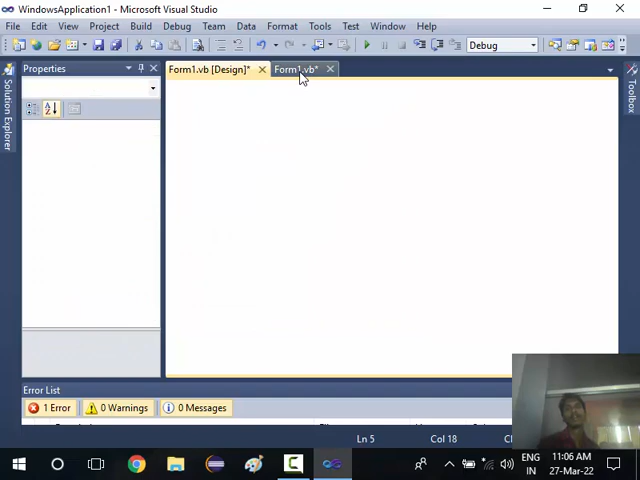 WindowsApplication1 - Microsoft Visual Studio
File Edit View Project Build Debug Team Data Format Tools Test Window Help
Debug
Properties
Form1.vb [Design]*
Form1.vb*
Solution Explorer
Toolbox
Error List
1 Error
0 Warnings
0 Messages
Ln 5
Col 18
ENG
IN
11:06 AM
27-Mar-22